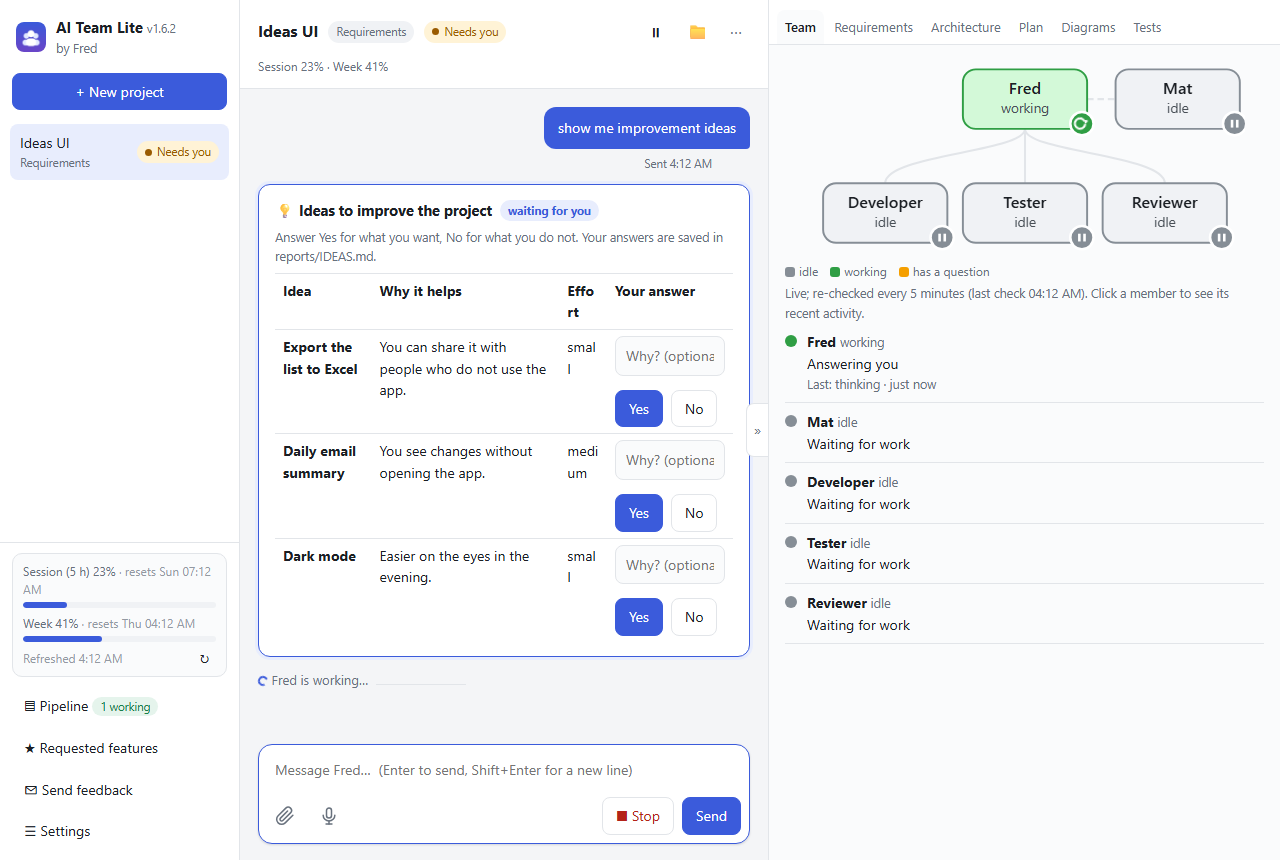 AI Team Lite v1.6.2
by Fred
+ New project
Ideas UI
Requirements
Needs you
Session (5 h) 23% · resets Sun 07:12
AM
Week 41% · resets Thu 04:12 AM
Refreshed 4:12 AM
Pipeline 1 working
Requested features
Send feedback
Settings
Ideas UI Requirements Needs you
Session 23% · Week 41%
show me improvement ideas
Sent 4:12 AM
Ideas to improve the project waiting for you
Answer Yes for what you want, No for what you do not. Your answers are saved in
reports/IDEAS.md.
Idea Why it helps Effo
rt Your answer
Export the
list to Excel
You can share it with
people who do not use the
app.
smal
l
Why? (optiona
Yes No
Daily email
summary
You see changes without
opening the app.
medi
um
Why? (optiona
Yes No
Dark mode
Easier on the eyes in the
evening.
smal
l
Why? (optiona
Yes No
Fred is working...
Message Fred... (Enter to send, Shift+Enter for a new line)
Stop Send
»
Team Requirements Architecture Plan Diagrams Tests
Fred
working
Mat
idle
Developer
idle
Tester
idle
Reviewer
idle
idle working has a question
Live; re-checked every 5 minutes (last check 04:12 AM). Click a member to see its
recent activity.
Fred working
Answering you
Last: thinking · just now
Mat idle
Waiting for work
Developer idle
Waiting for work
Tester idle
Waiting for work
Reviewer idle
Waiting for work